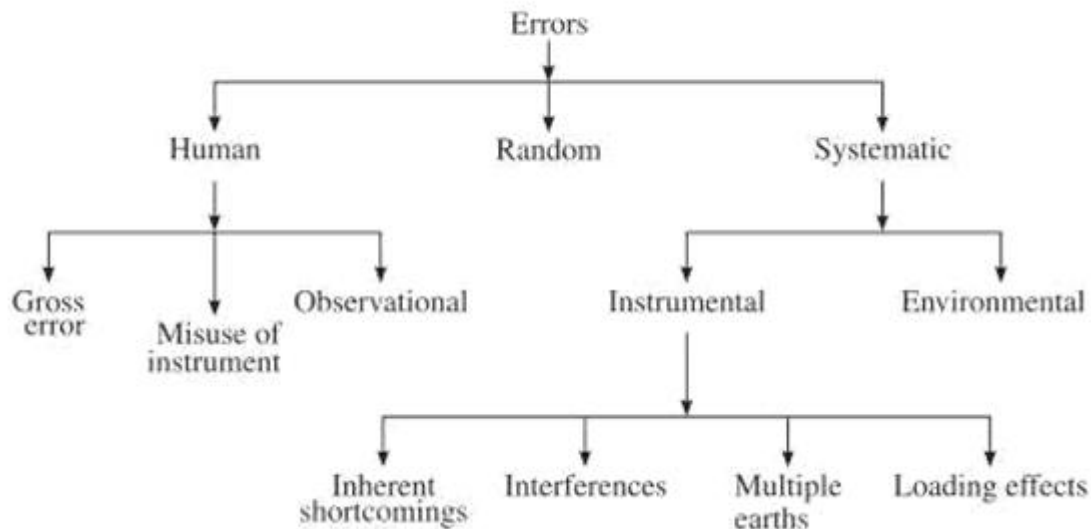 Errors
Human
Random
Systematic
Gross
error
Misuse of
instrument
Observational
Instrumental
Environmental
Inherent
shortcomings
Interferences
Multiple
earths
Loading effects